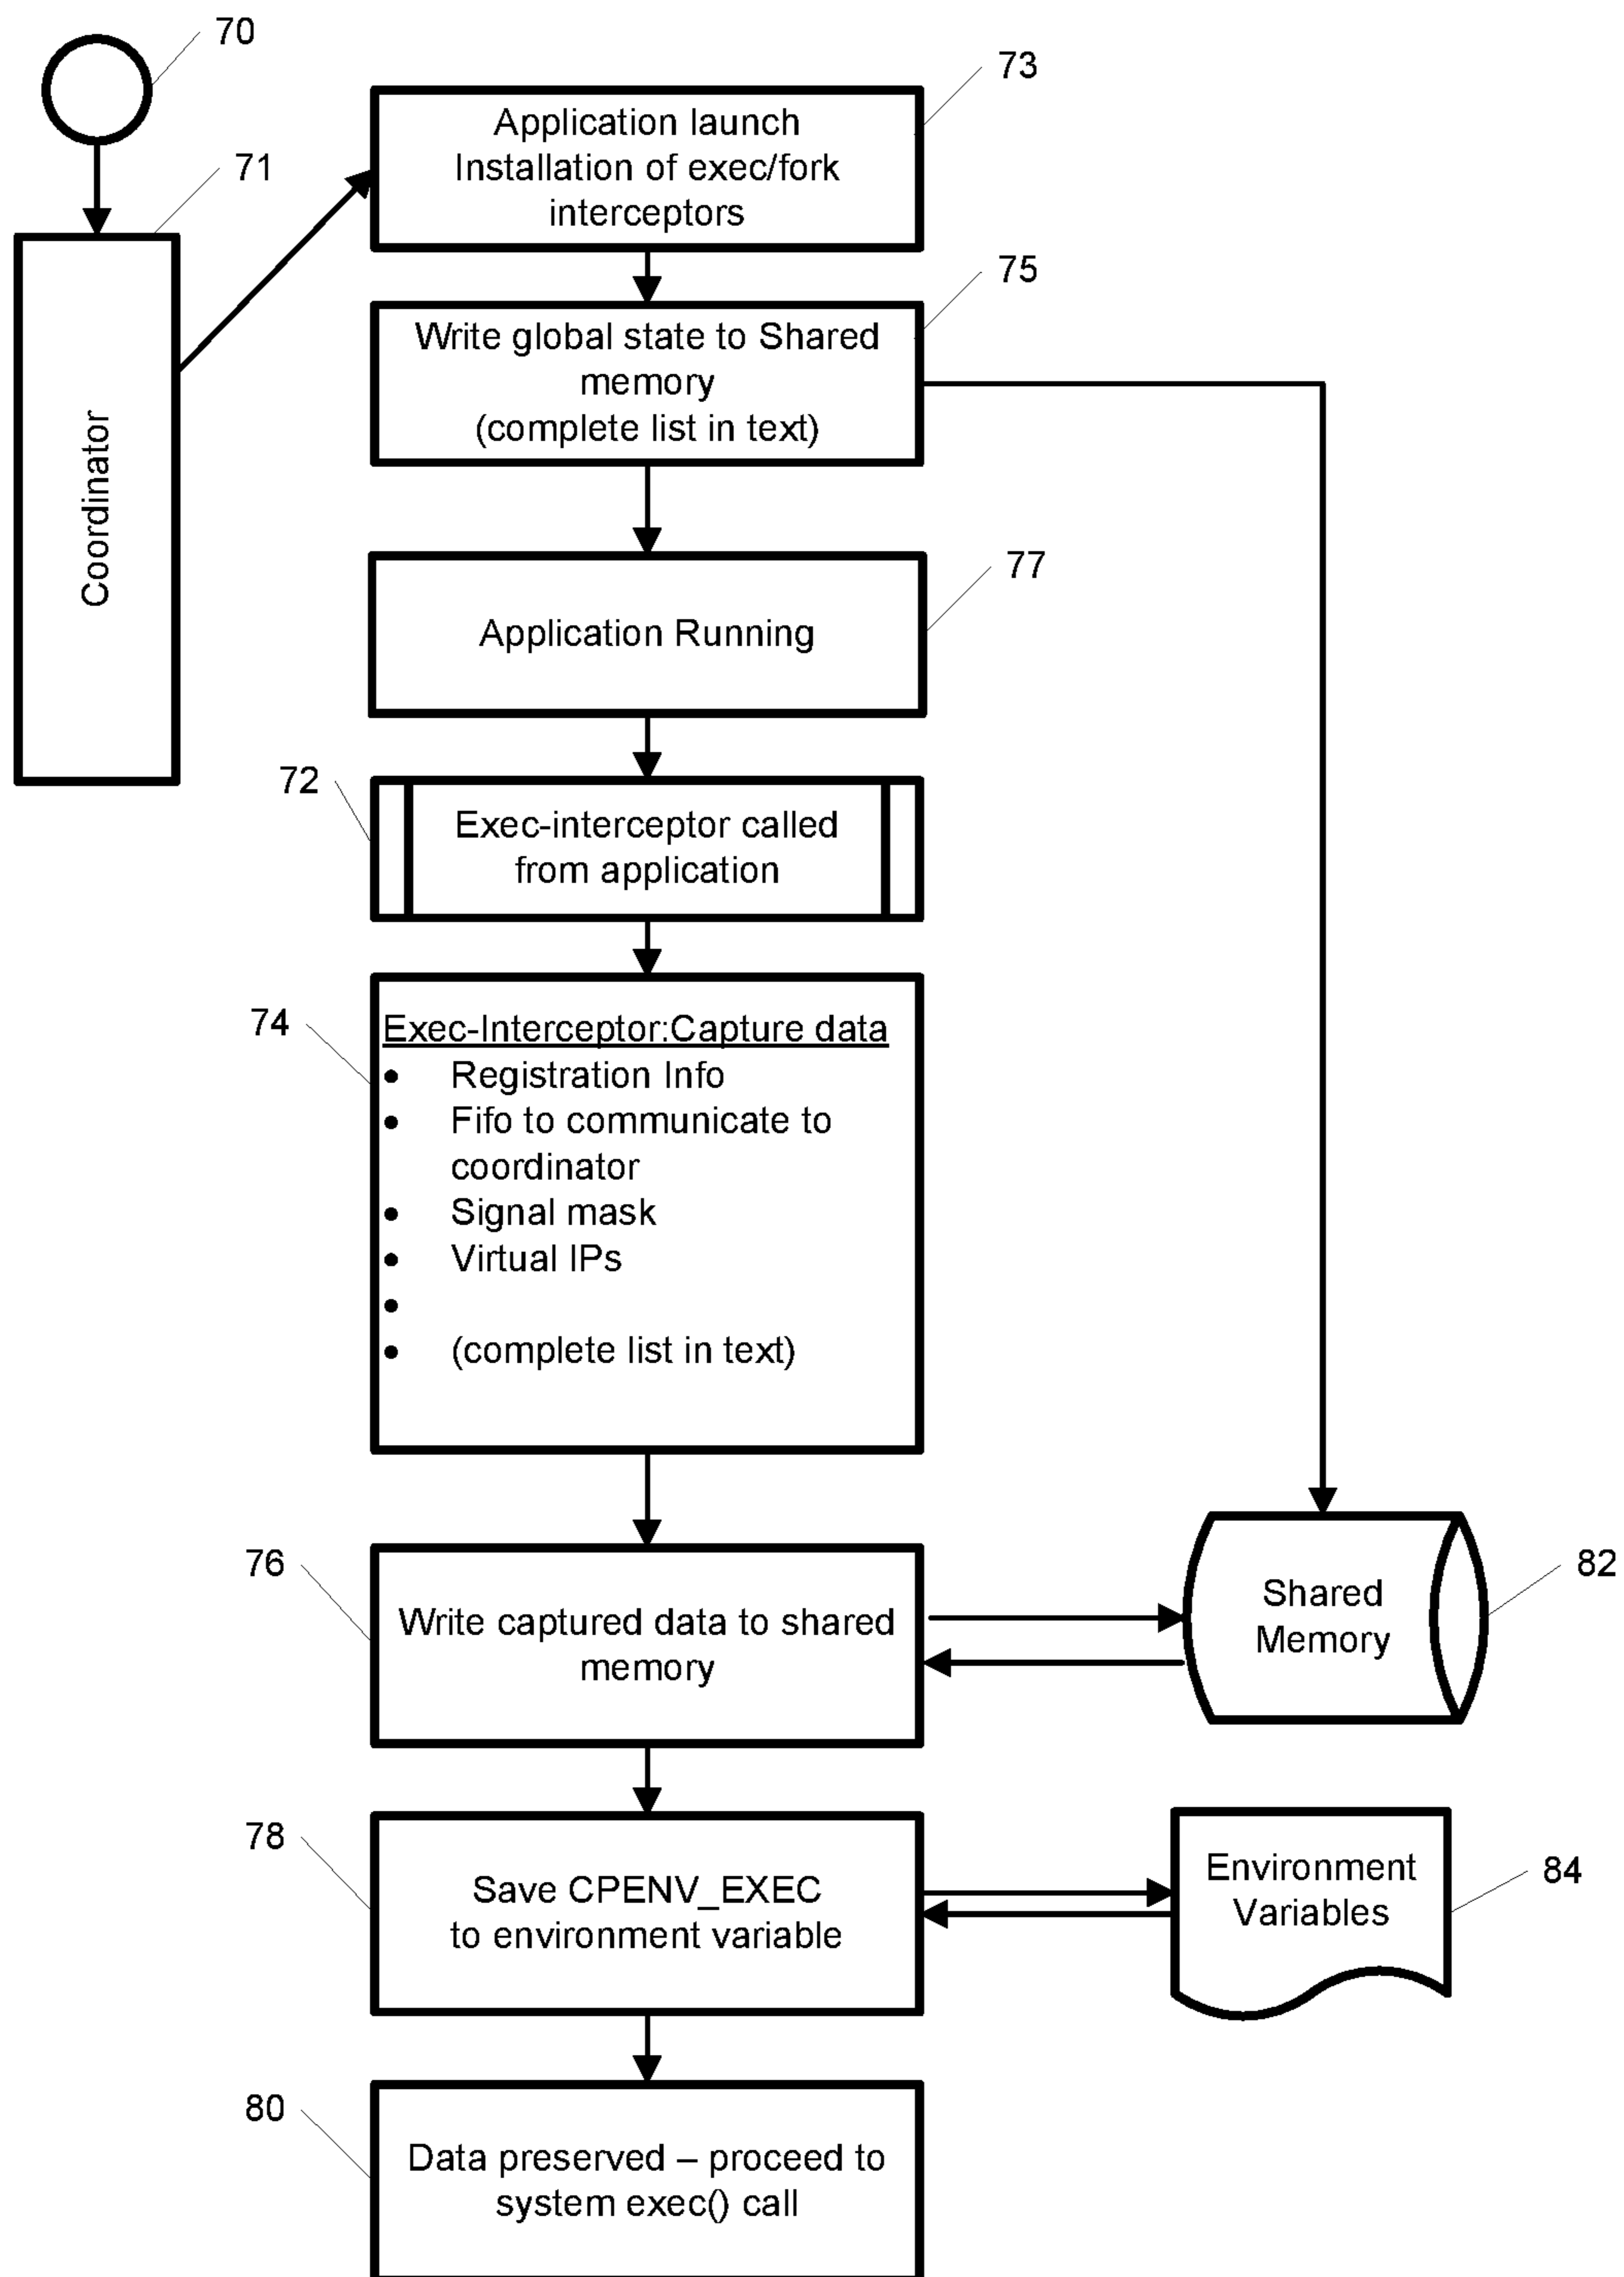 70
73
Application launch
Installation of exec/fork
interceptors
71
Coordinator
75
Write global state to Shared
memory
(complete list in text)
77
Application Running
72
Exec-interceptor called
from application
74
Exec-Interceptor:Capture data
• Registration Info
• Fifo to communicate to
coordinator
• Signal mask
• Virtual IPs
•
• (complete list in text)
76
Write captured data to shared
memory
82
Shared
Memory
78
Save CPENV_EXEC
to environment variable
84
Environment
Variables
80
Data preserved – proceed to
system exec() call